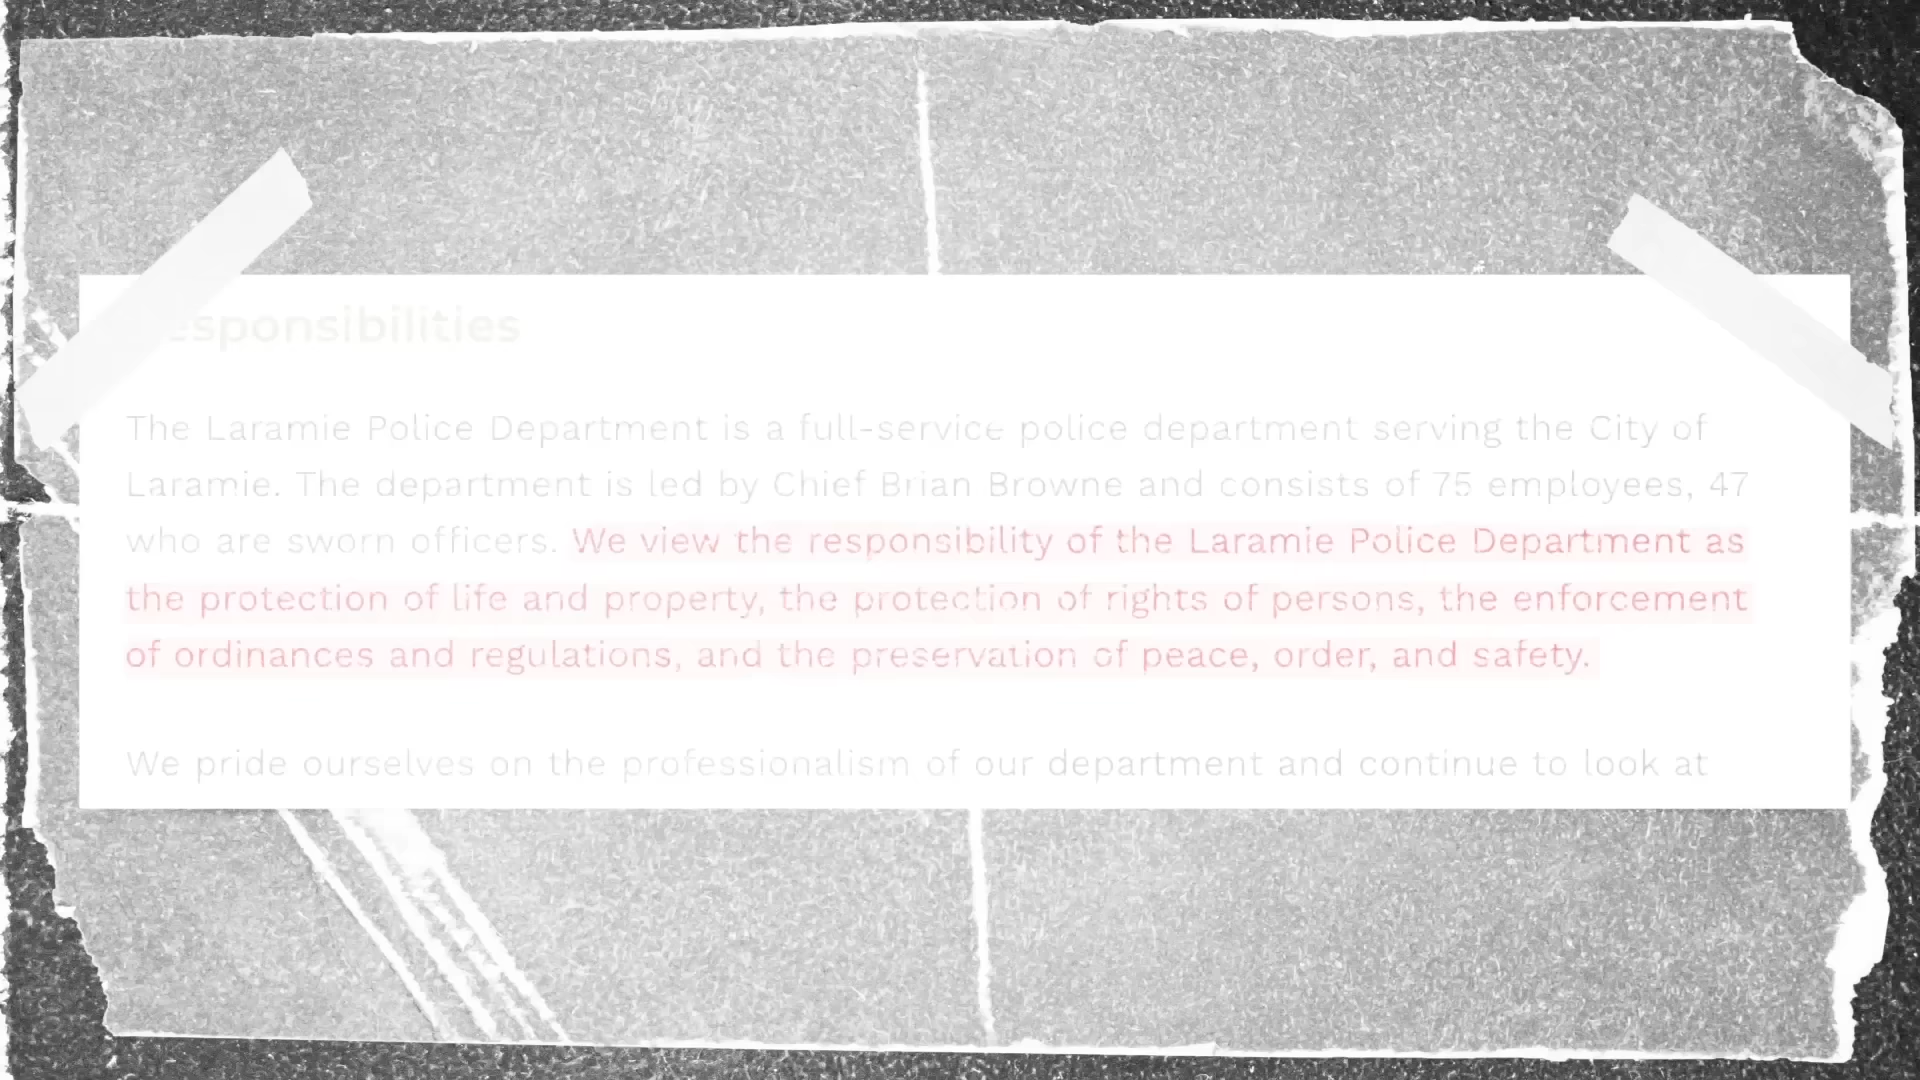 Responsibilities
The Laramie Police Department is a full-service police department serving the City of
Laramie. The department is led by Chief Brian Browne and consists of 75 employees, 47
who are sworn officers. We view the responsibility of the Laramie Police Department as
the protection of life and property, the protection of rights of persons, the enforcement
of ordinances and regulations, and the preservation of peace, order, and safety.
We pride ourselves on the professionalism of our department and continue to look at